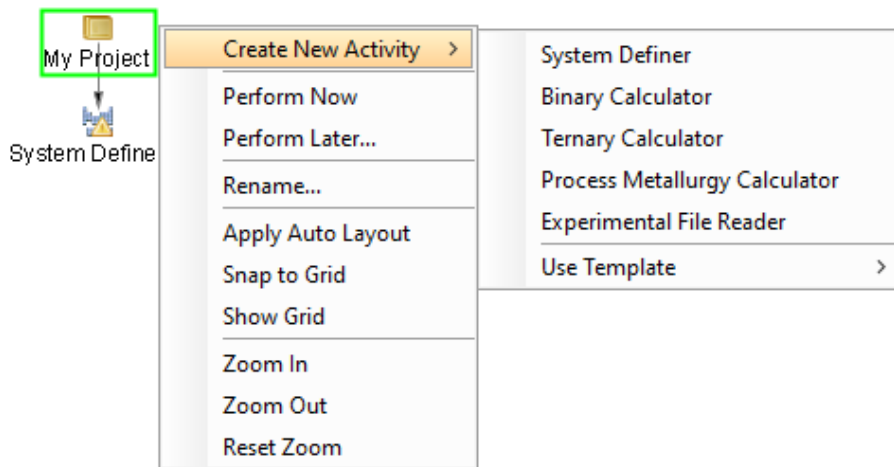 My Project
System Define
Create New Activity
Perform Now
Perform Later...
Rename...
Apply Auto Layout
Snap to Grid
Show Grid
Zoom In
Zoom Out
Reset Zoom
System Definer
Binary Calculator
Ternary Calculator
Process Metallurgy Calculator
Experimental File Reader
Use Template